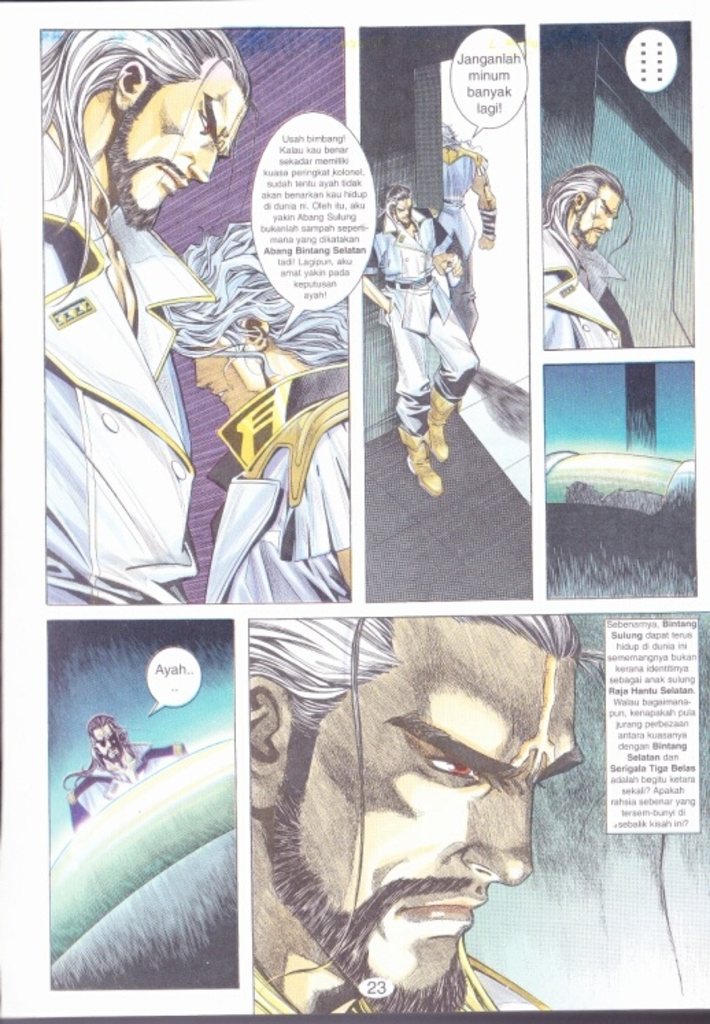 Usah bimbang!
Kalau kau benar
sekadar memiliki
kuasa peringkat kolonel,
sudah tentu ayah tidak
akan benarkan kau hidup
di dunia ni. Oleh itu, aku
yakin Abang Sulung
bukanlah sampah seperti-
mana yang dikatakan
Abang Bintang Selatan
tadi! Lagipun, aku
amat yakin pada
keputusan
ayah!
Janganlah
minum
banyak
lagi!
Ayah..
..
Sebenarnya, Bintang
Sulung dapat terus
hidup di dunia ini
sememangnya bukan
kerana identitinya
sebagai anak sulung
Raja Hantu Selatan.
Walau bagaimana-
pun, kenapakah pula
jurang perbezaan
antara kuasanya
dengan Bintang
Selatan dan
Serigala Tiga Belas
adalah begitu ketara
sekali? Apakah
rahsia sebenar yang
tersem-bunyi di
sebalik kisah ini?
23